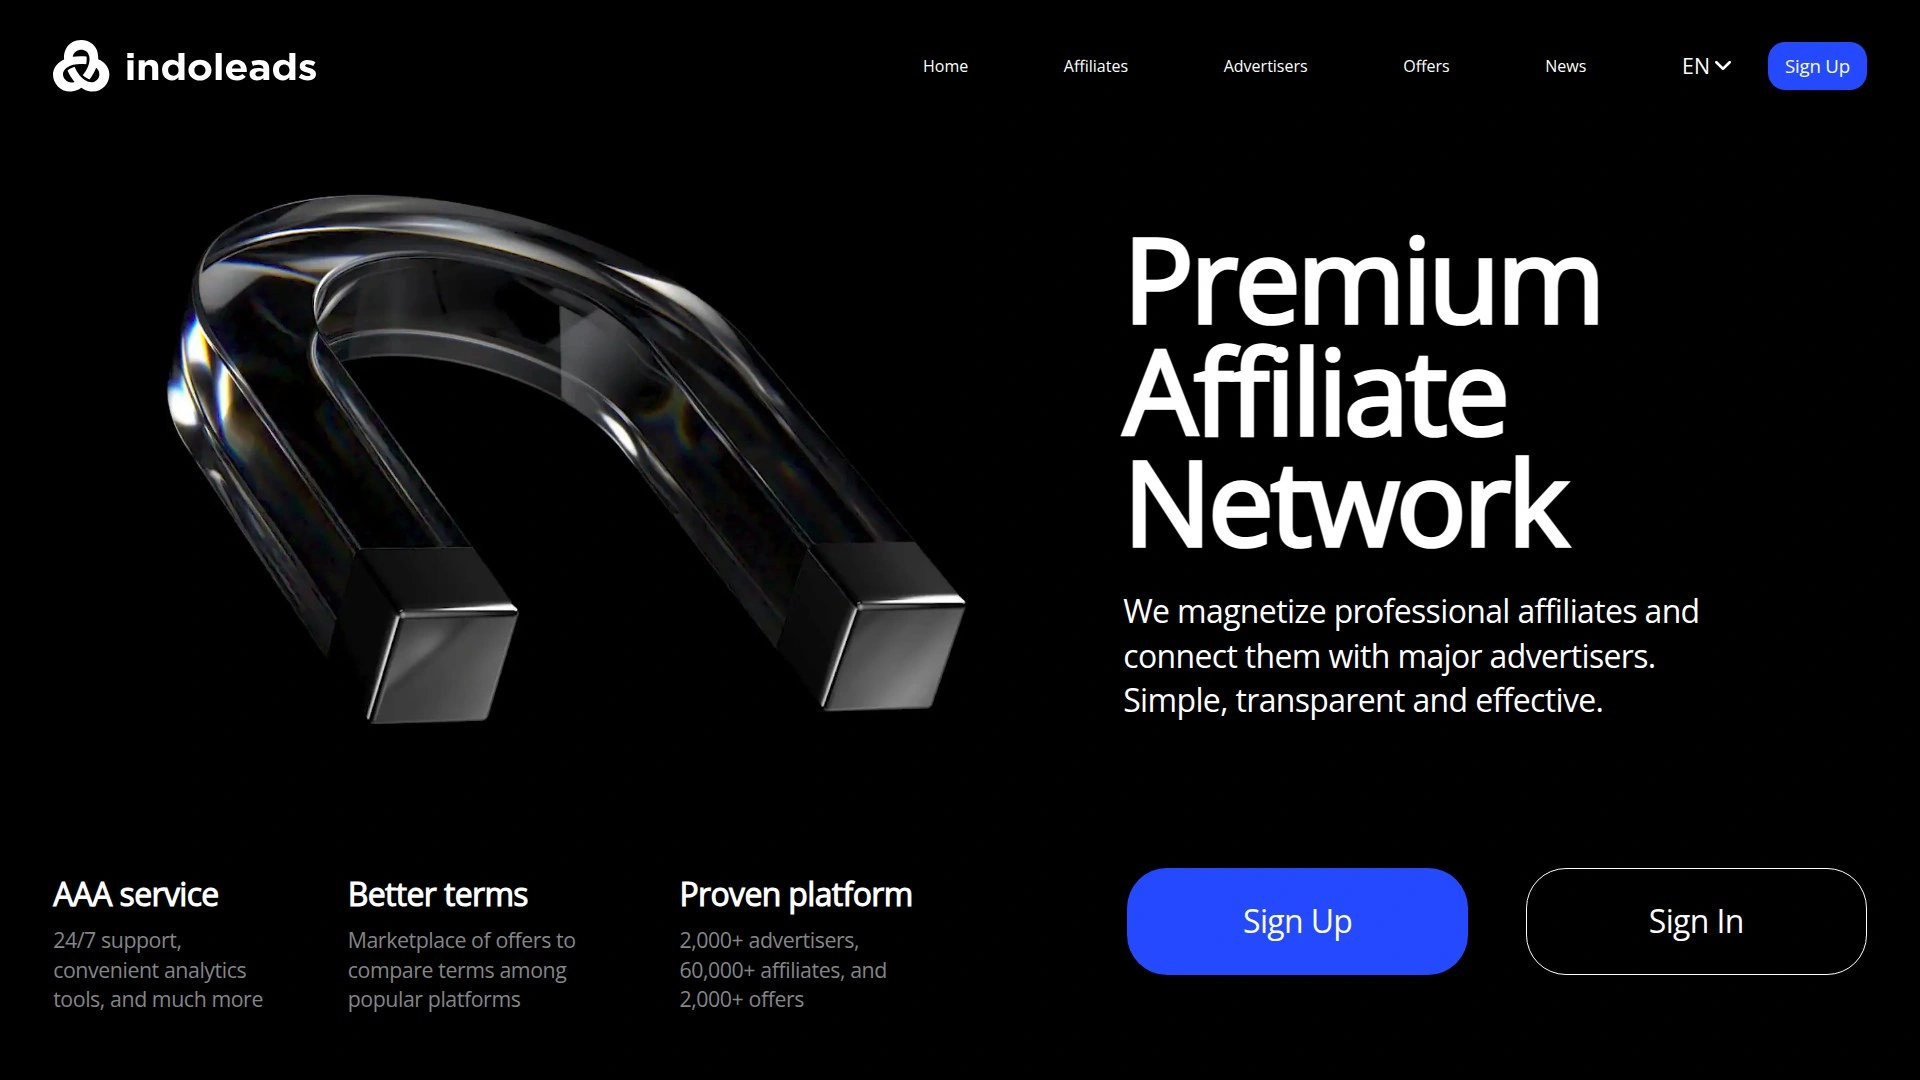 indoleads
Home
Affiliates
Advertisers
Offers
News
EN
Sign Up
Premium
Affiliate
Network
We magnetize professional affiliates and
connect them with major advertisers.
Simple, transparent and effective.
AAA service
24/7 support,
convenient analytics
tools, and much more
Better terms
Marketplace of offers to
compare terms among
popular platforms
Proven platform
2,000+ advertisers,
60,000+ affiliates, and
2,000+ offers
Sign Up
Sign In